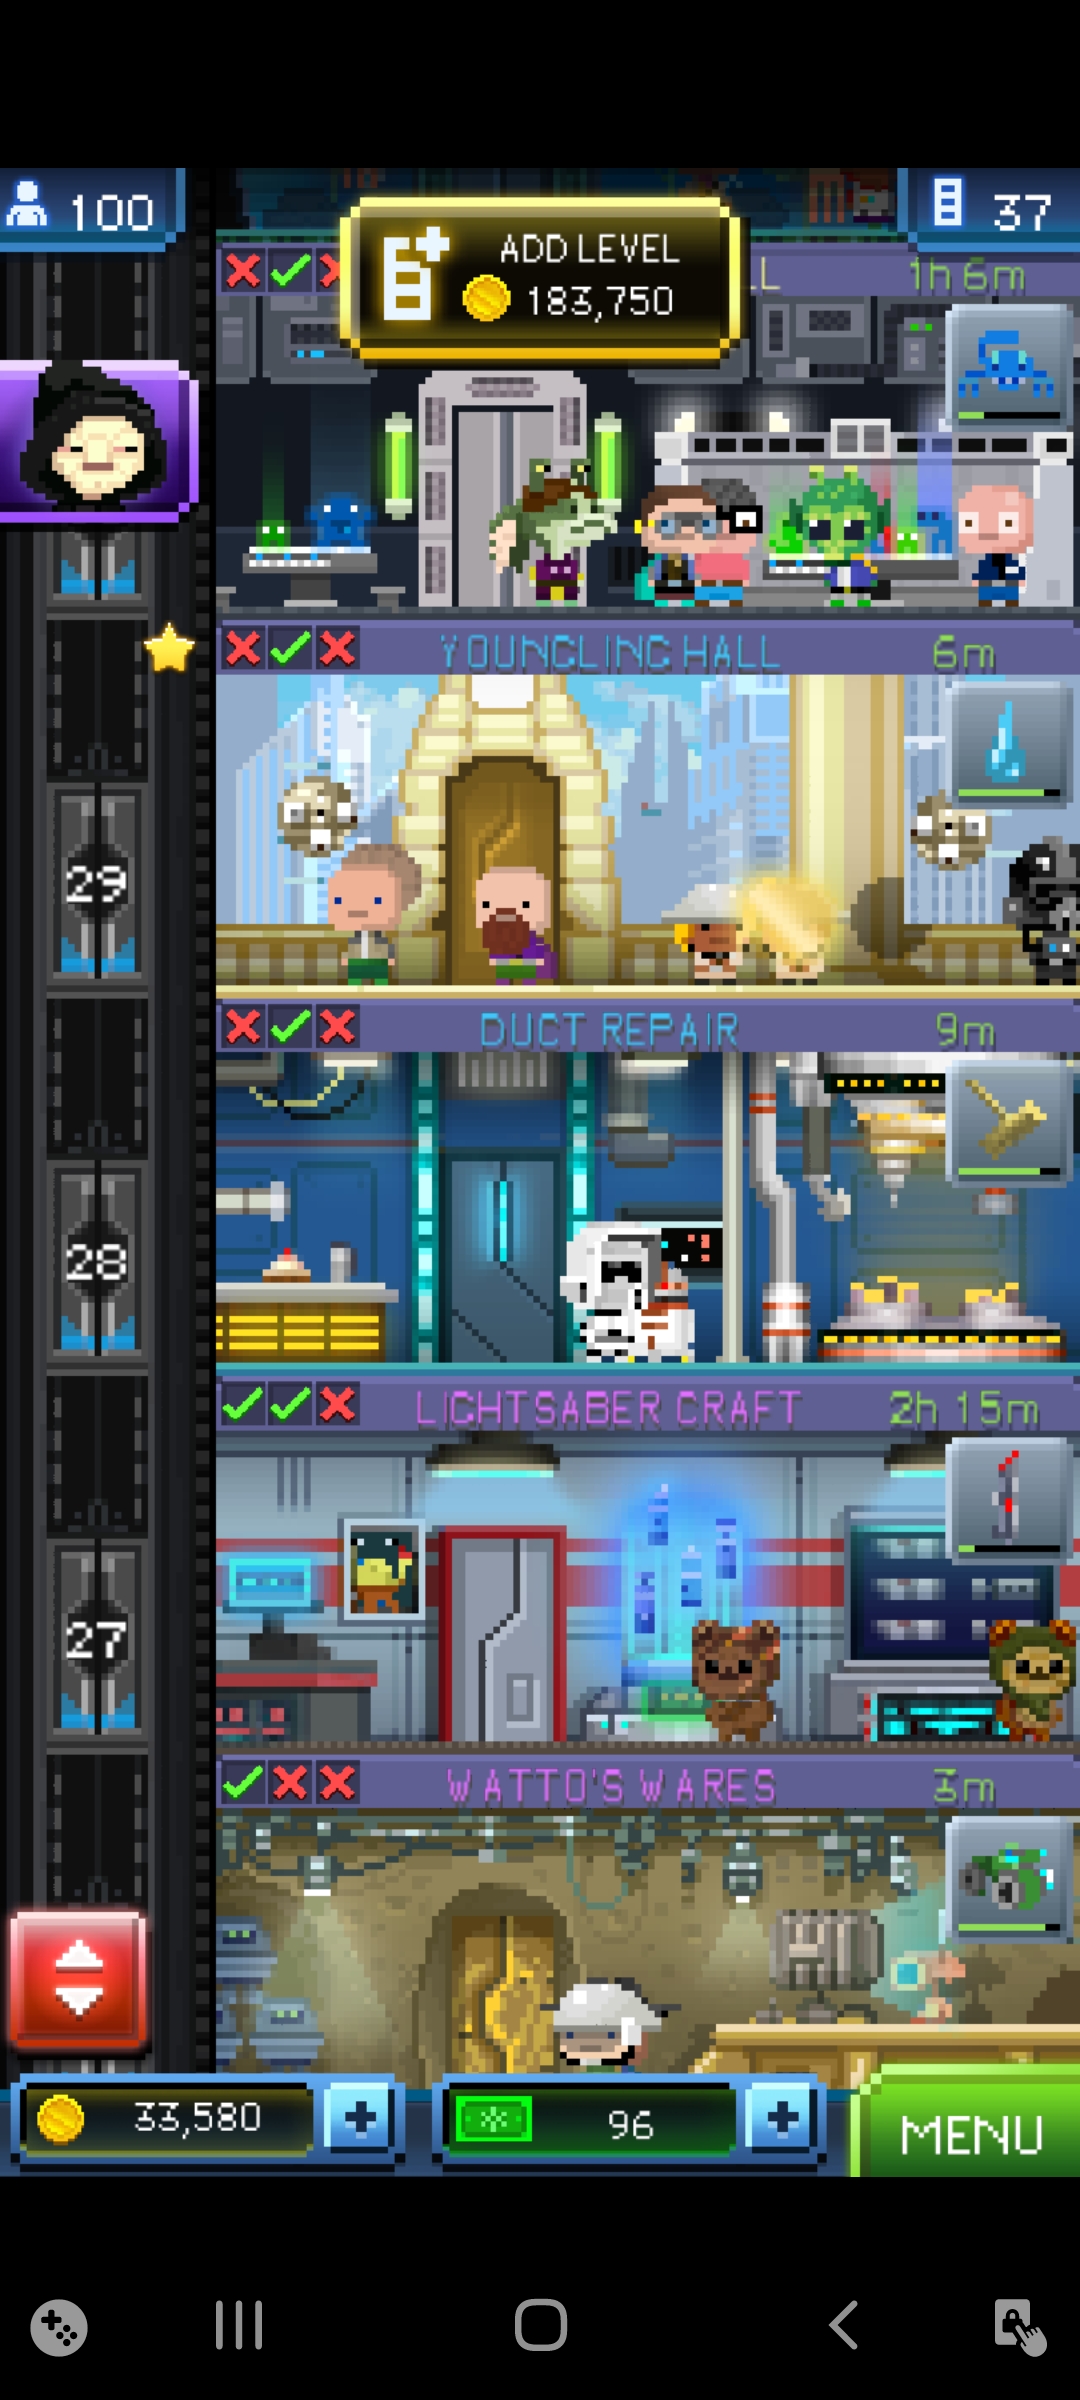 100
37
ADD LEVEL
183,750
1h 6m
YOUNGLING HALL
6m
29
DUCT REPAIR
9m
28
LIGHTSABER CRAFT
2h 15m
27
WATTO'S WARES
3m
33,580
96
MENU